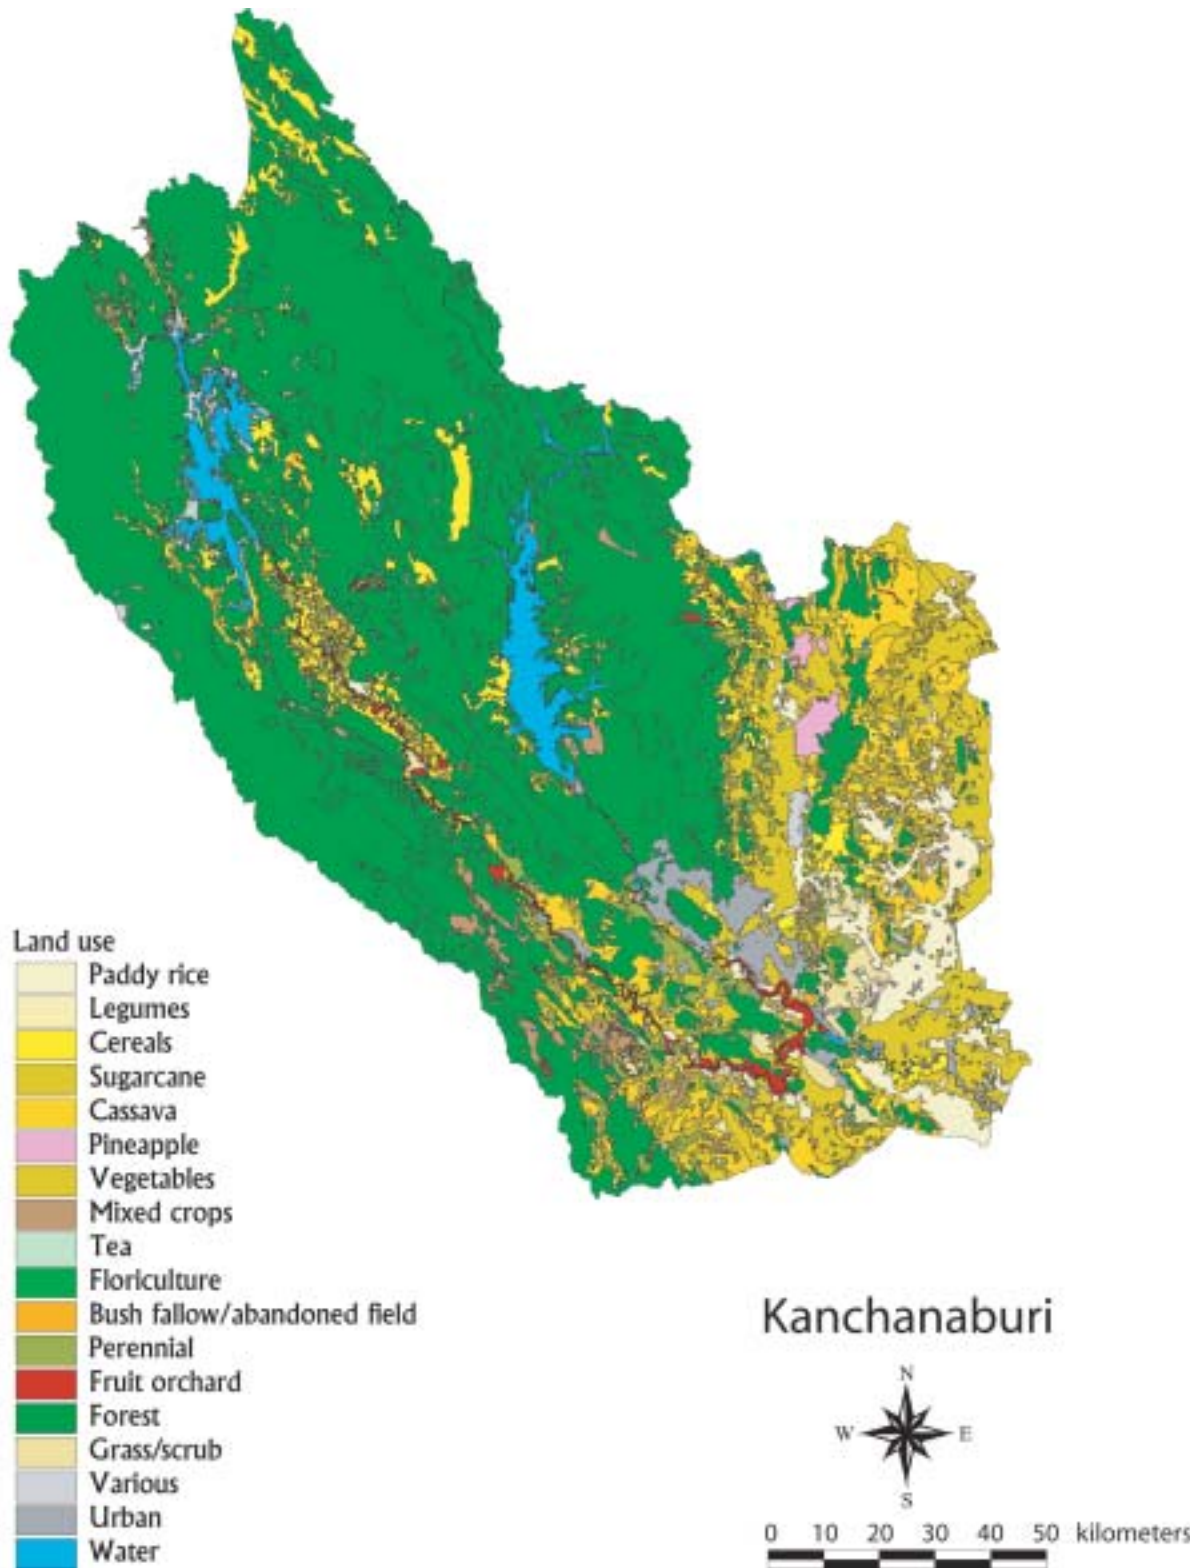 Land use
Paddy rice
Legumes
Cereals
Sugarcane
Cassava
Pineapple
Vegetables
Mixed crops
Tea
Floriculture
Bush fallow/abandoned field
Perennial
Fruit orchard
Forest
Grass/scrub
Various
Urban
Water
Kanchanaburi
N
W E
S
0 10 20 30 40 50 kilometers